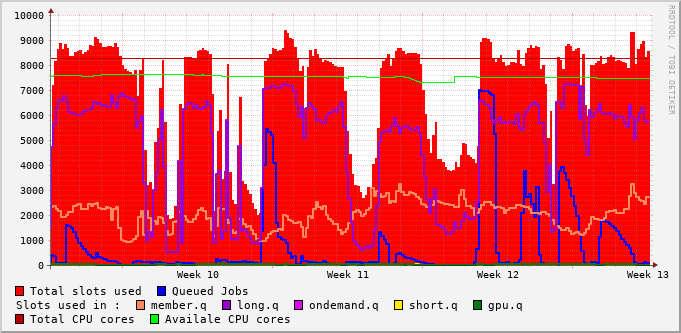 10000
9000
8000
7000
6000
5000
4000
3000
2000
1000
0
Week 10 Week 11 Week 12 Week 13
RRDTOOL / TOBI OETIKER
Total slots used Queued Jobs
Slots used in : member.q long.q ondemand.q short.q gpu.q
Total CPU cores Availale CPU cores